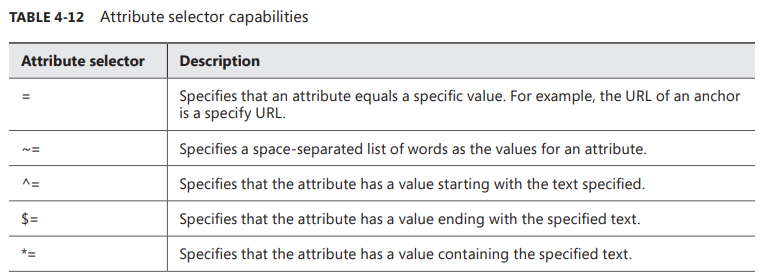 TABLE 4-12 Attribute selector capabilities
Attribute selector Description
= Specifies that an attribute equals a specific value. For example, the URL of an anchor
is a specify URL.
~= Specifies a space-separated list of words as the values for an attribute.
^= Specifies that the attribute has a value starting with the text specified.
$= Specifies that the attribute has a value ending with the specified text.
*= Specifies that the attribute has a value containing the specified text.